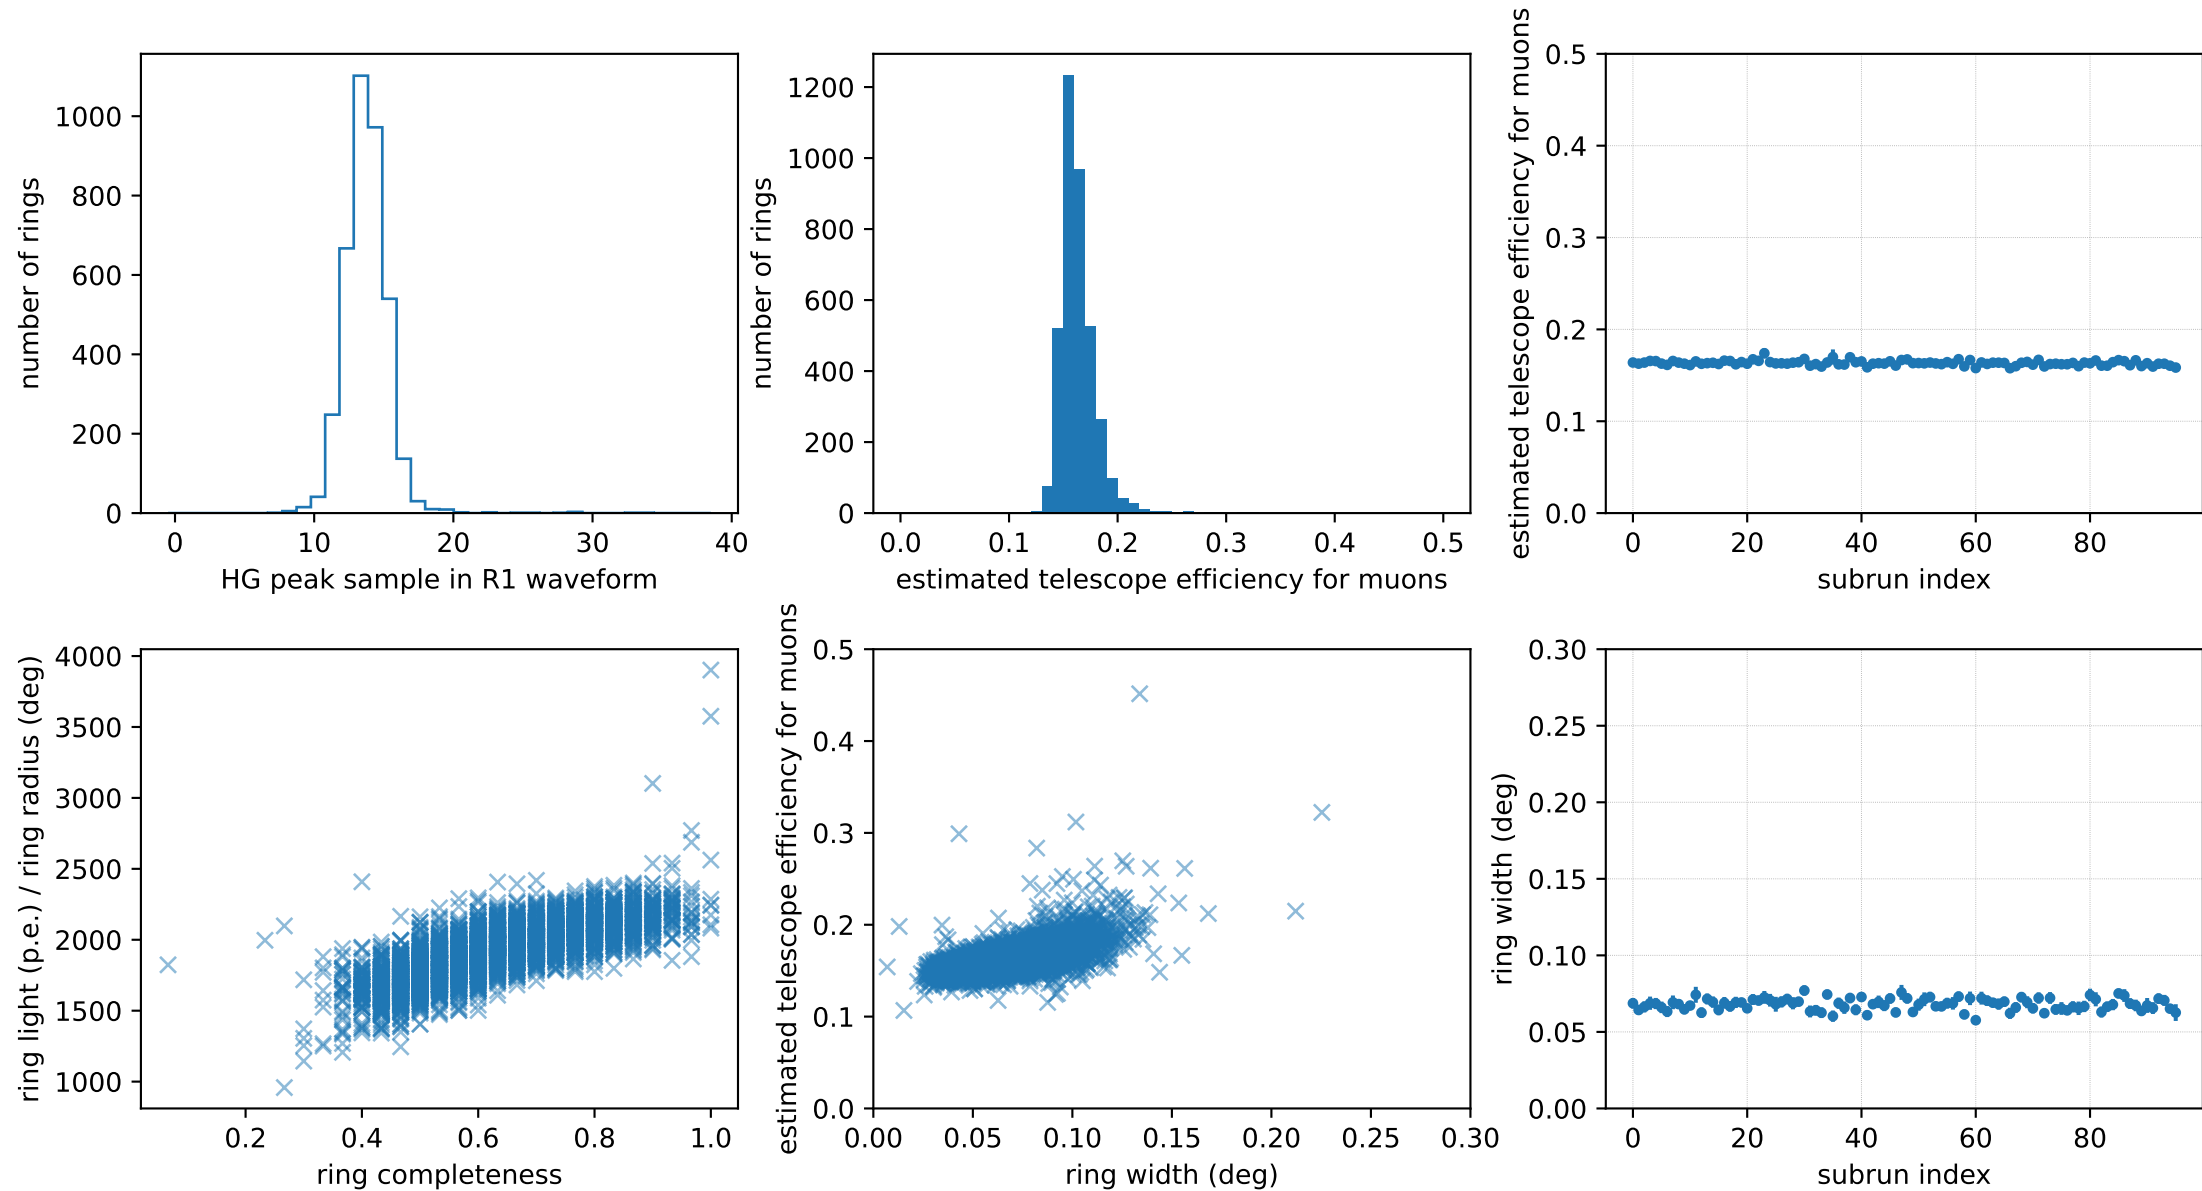 number of rings
1000
800
600
400
200
0
0 10 20 30 40
HG peak sample in R1 waveform
number of rings
1200
1000
800
600
400
200
0
0.0 0.1 0.2 0.3 0.4 0.5
estimated telescope efficiency for muons
estimated telescope efficiency for muons
0.5
0.4
0.3
0.2
0.1
0.0
0 20 40 60 80
subrun index
ring light (p.e.) / ring radius (deg)
4000
3500
3000
2500
2000
1500
1000
0.2 0.4 0.6 0.8 1.0
ring completeness
estimated telescope efficiency for muons
0.5
0.4
0.3
0.2
0.1
0.0
0.00 0.05 0.10 0.15 0.20 0.25 0.30
ring width (deg)
ring width (deg)
0.30
0.25
0.20
0.15
0.10
0.05
0.00
0 20 40 60 80
subrun index